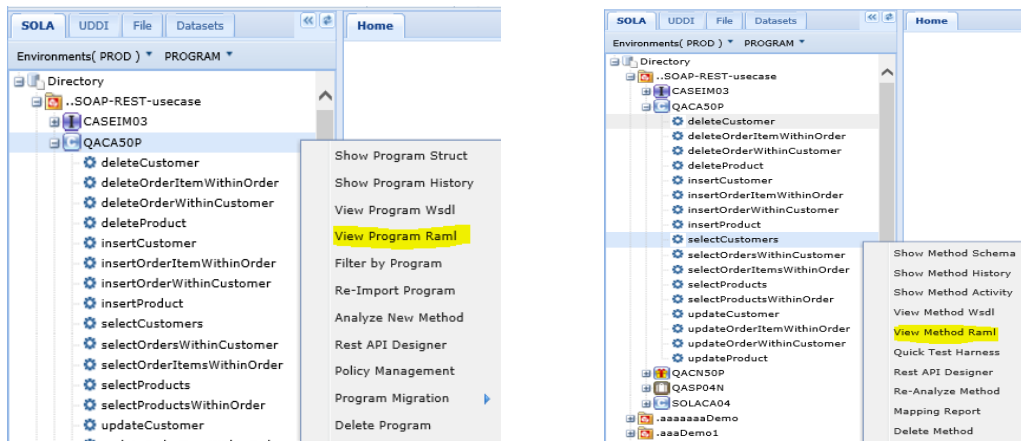 SOLA UDDI File Datasets
Home
Environments( PROD ) PROGRAM
Directory
..SOAP-REST-usecase
CASEIM03
QACA50P
deleteCustomer
deleteOrderItemWithinOrder
deleteOrderWithinCustomer
deleteProduct
insertCustomer
insertOrderItemWithinOrder
insertOrderWithinCustomer
insertProduct
selectCustomers
selectOrdersWithinCustomer
selectOrderItemsWithinOrder
selectProducts
selectProductsWithinOrder
updateCustomer
Show Program Struct
Show Program History
View Program Wsdl
View Program Raml
Filter by Program
Re-Import Program
Analyze New Method
Rest API Designer
Policy Management
Program Migration
Delete Program
SOLA UDDI File Datasets
Home
Environments( PROD ) PROGRAM
Directory
..SOAP-REST-usecase
CASEIM03
QACA50P
deleteCustomer
deleteOrderItemWithinOrder
deleteOrderWithinCustomer
deleteProduct
insertCustomer
insertOrderItemWithinOrder
insertOrderWithinCustomer
insertProduct
selectCustomers
selectOrdersWithinCustomer
selectOrderItemsWithinOrder
selectProducts
selectProductsWithinOrder
updateCustomer
updateOrderItemWithinOrder
updateOrderWithinCustomer
updateProduct
QACN50P
QASP04N
SOLACA04
.aaaaaaaDemo
.aaaDemo1
Show Method Schema
Show Method History
Show Method Activity
View Method Wsdl
View Method Raml
Quick Test Harness
Rest API Designer
Re-Analyze Method
Mapping Report
Delete Method